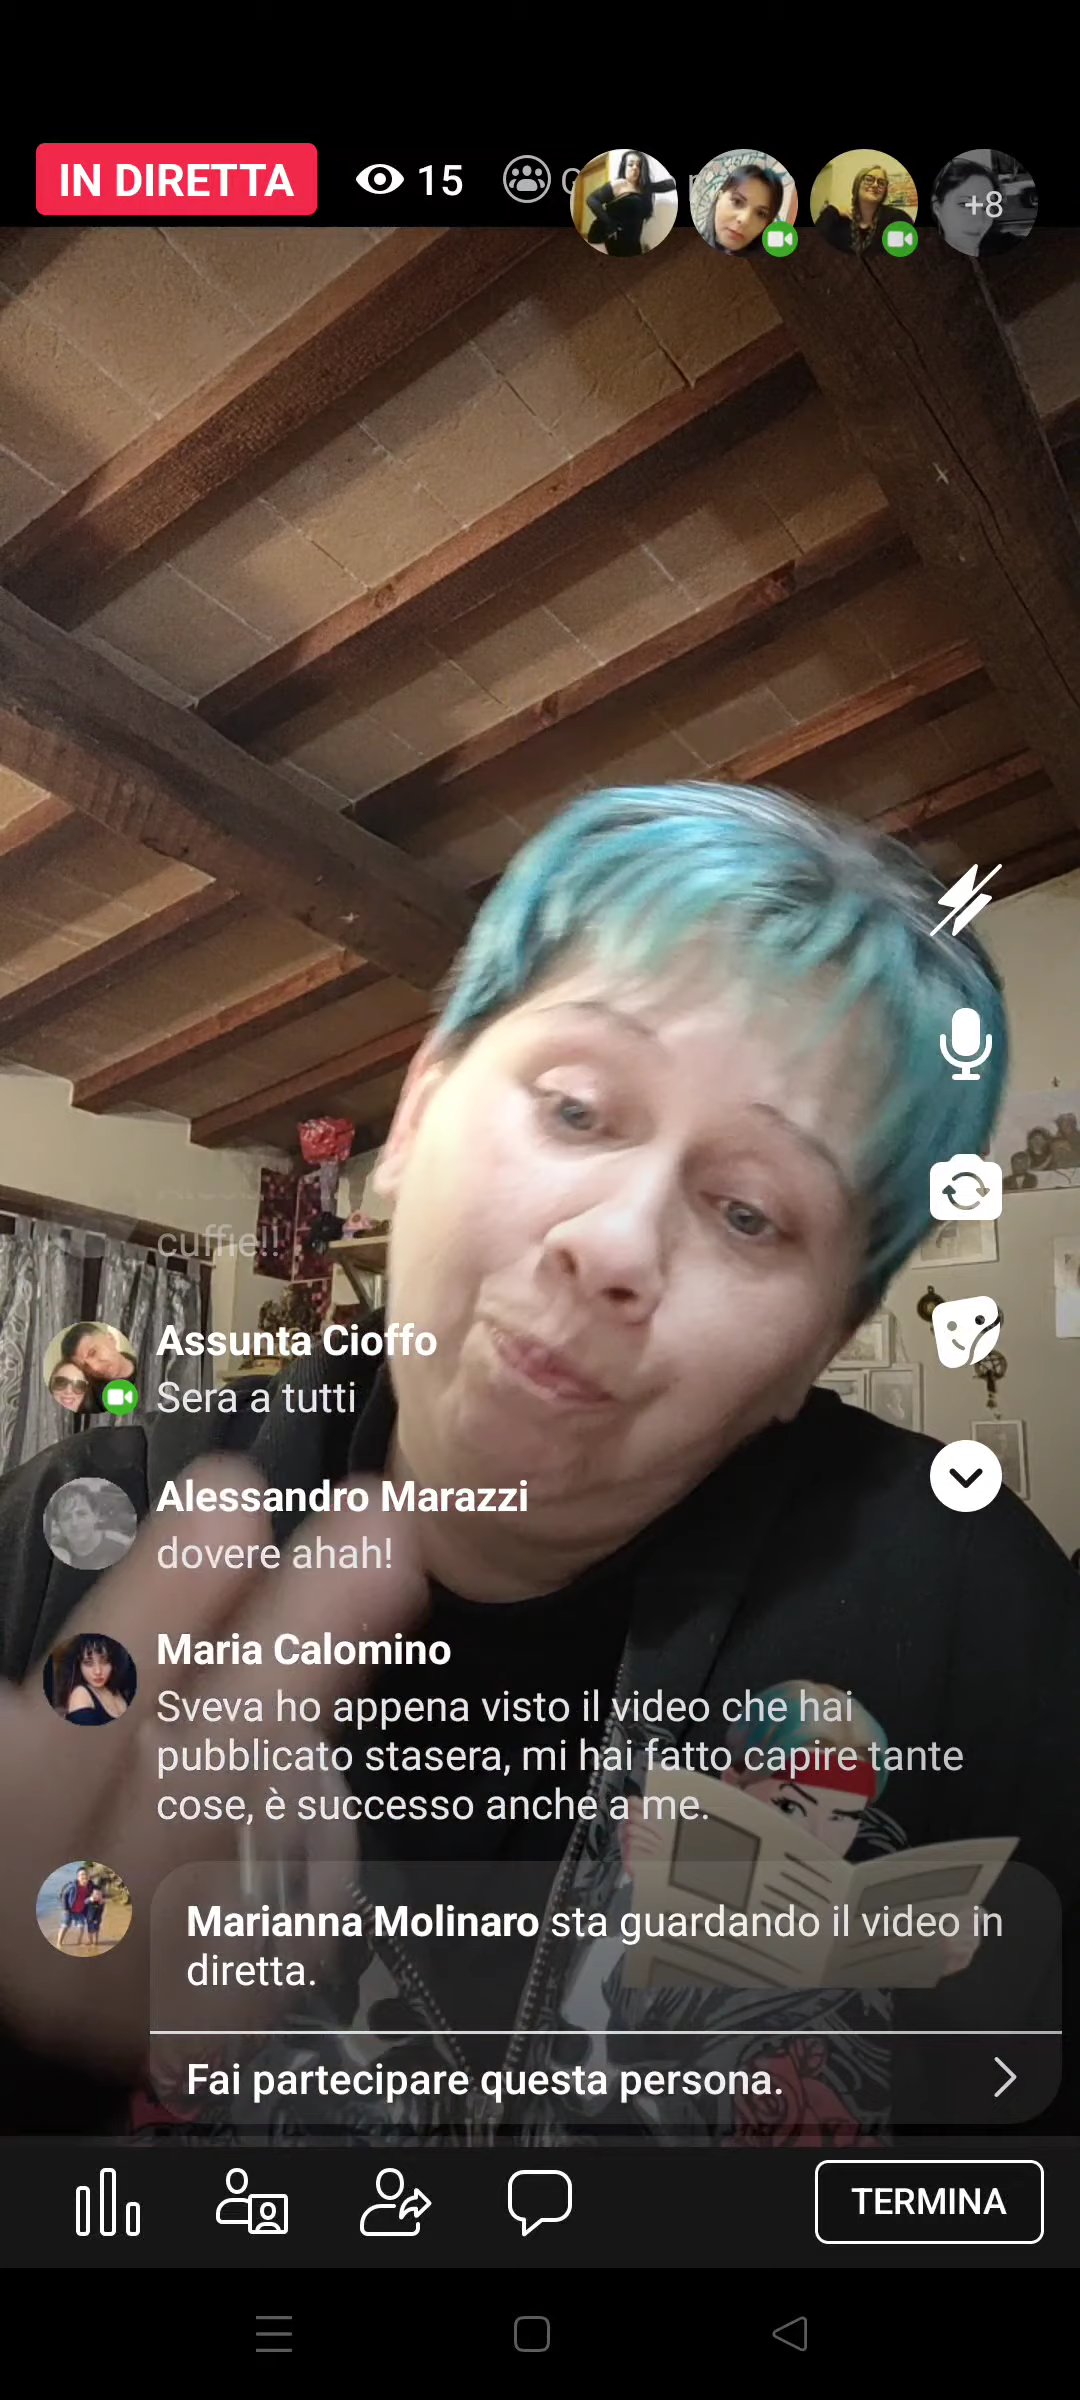 IN DIRETTA
15
+8
cuffie!!
Assunta Cioffo
Sera a tutti
Alessandro Marazzi
dovere ahah!
Maria Calomino
Sveva ho appena visto il video che hai
pubblicato stasera, mi hai fatto capire tante
cose, è successo anche a me.
Marianna Molinaro sta guardando il video in
diretta.
Fai partecipare questa persona.
TERMINA